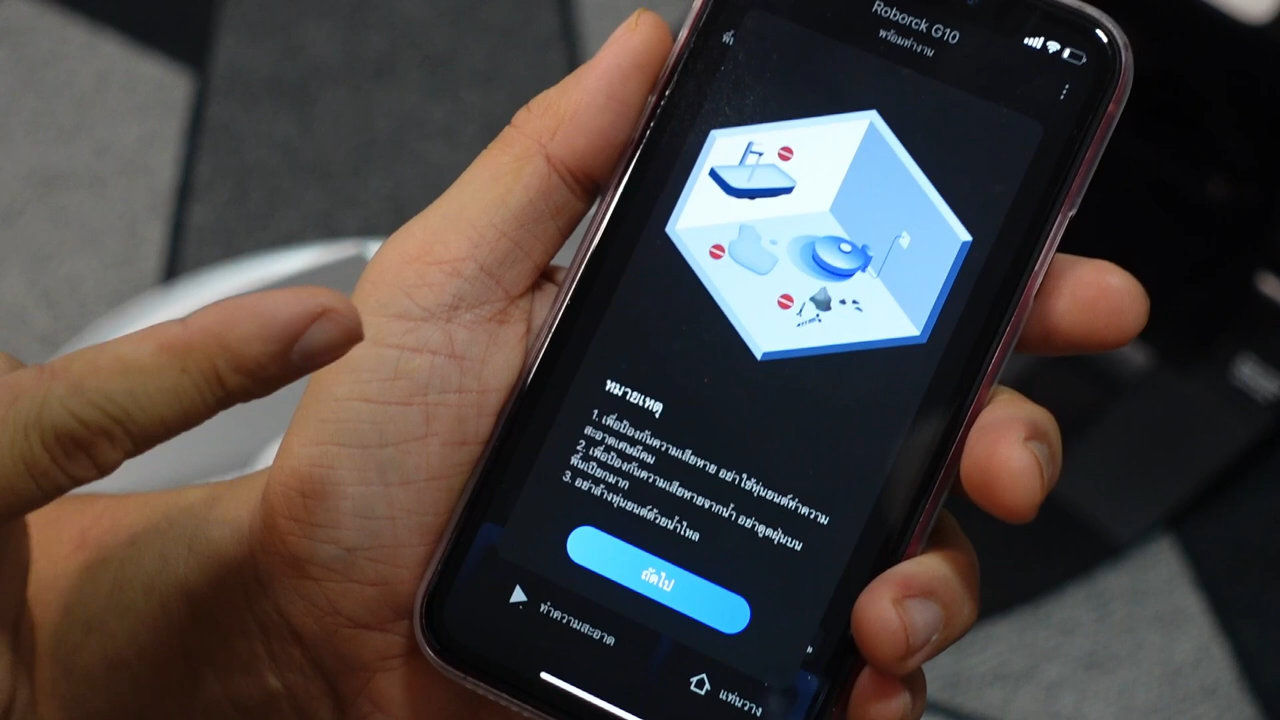 Roborck G10
พร้อมทำงาน
หมายเหตุ
1. เพื่อป้องกันความเสียหาย อย่าใช้หุ่นยนต์ทำความ
สะอาดเศษมีคม
2. เพื่อป้องกันความเสียหายจากน้ำ อย่าดูดฝุ่นบน
พื้นเปียกมาก
3. อย่าล้างหุ่นยนต์ด้วยน้ำไหล
ถัดไป
ทำความสะอาด
แท่นวาง